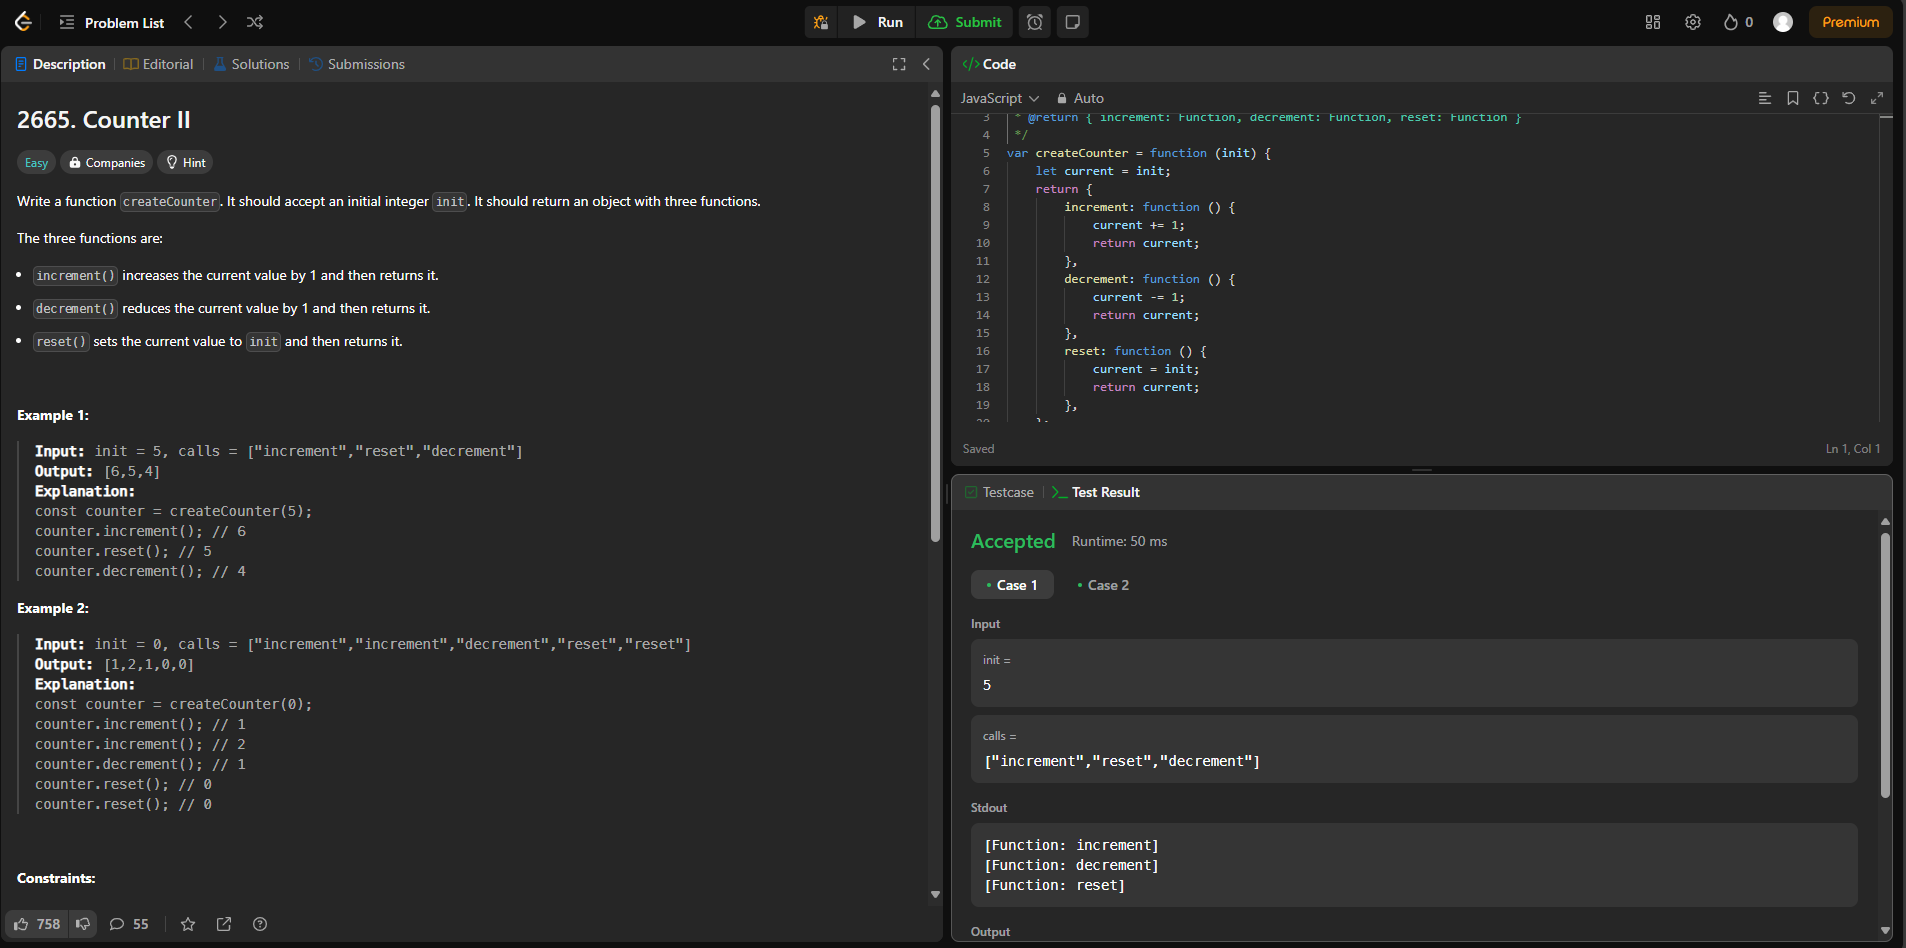 Problem List
Run
Submit
0
Premium
Description
Editorial
Solutions
Submissions
2665. Counter II
Easy
Companies
Hint
Write a function createCounter. It should accept an initial integer init. It should return an object with three functions.
The three functions are:
• increment() increases the current value by 1 and then returns it.
• decrement() reduces the current value by 1 and then returns it.
• reset() sets the current value to init and then returns it.
Example 1:
Input: init = 5, calls = ["increment","reset","decrement"]
Output: [6,5,4]
Explanation:
const counter = createCounter(5);
counter.increment(); // 6
counter.reset(); // 5
counter.decrement(); // 4
Example 2:
Input: init = 0, calls = ["increment","increment","decrement","reset","reset"]
Output: [1,2,1,0,0]
Explanation:
const counter = createCounter(0);
counter.increment(); // 1
counter.increment(); // 2
counter.decrement(); // 1
counter.reset(); // 0
counter.reset(); // 0
Constraints:
758
55
</> Code
JavaScript
Auto
3 * @return { increment: Function, decrement: Function, reset: Function }
4 */
5 var createCounter = function (init) {
6 let current = init;
7 return {
8 increment: function () {
9 current += 1;
10 return current;
11 },
12 decrement: function () {
13 current -= 1;
14 return current;
15 },
16 reset: function () {
17 current = init;
18 return current;
19 },
20 };
Saved
Ln 1, Col 1
Testcase
>_ Test Result
Accepted
Runtime: 50 ms
• Case 1
• Case 2
Input
init =
5
calls =
["increment","reset","decrement"]
Stdout
[Function: increment]
[Function: decrement]
[Function: reset]
Output